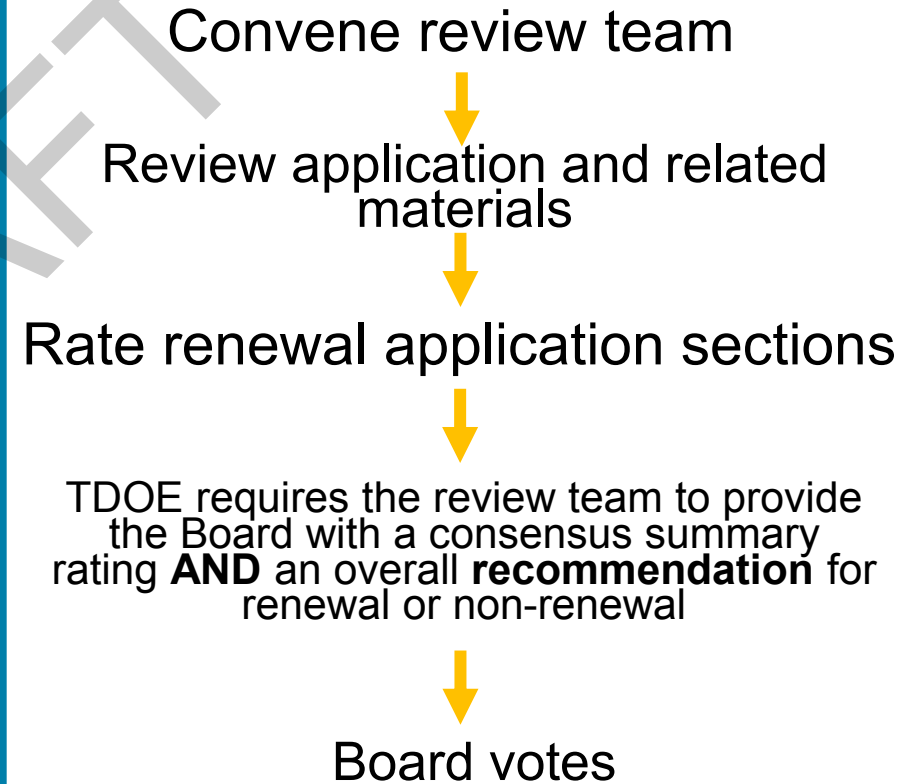 Convene review team
Review application and related
materials
Rate renewal application sections
TDOE requires the review team to provide
the Board with a consensus summary
rating AND an overall recommendation for
renewal or non-renewal
Board votes